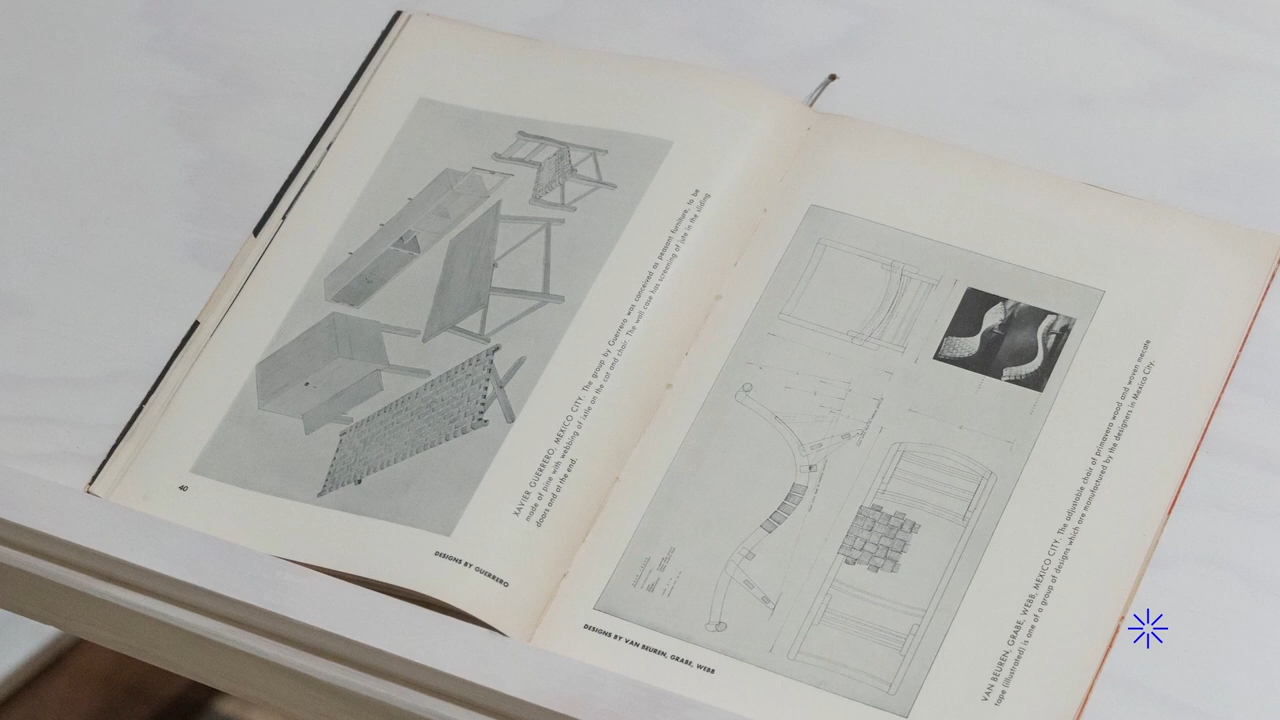 XAVIER GUERRERO, MEXICO CITY. The group by Guerrero was conceived as peasant furniture, to be
made of pine with webbing of ixtle on the cot and chair. The wall case has screening of jute in the sliding
doors and at the end.
40
DESIGNS BY GUERRERO
VAN BEUREN, GRABE, WEBB, MEXICO CITY. The adjustable chair of primavera wood and woven mecate
tape (illustrated) is one of a group of designs which are manufactured by the designers in Mexico City.
DESIGNS BY VAN BEUREN, GRABE, WEBB